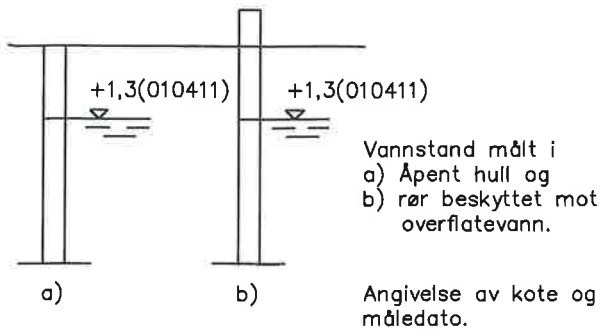 +1,3(010411) +1,3(010411)
Vannstand målt i
a) Åpent hull og
b) rør beskyttet mot
overflatevann.
a) b)
Angivelse av kote og
måledato.